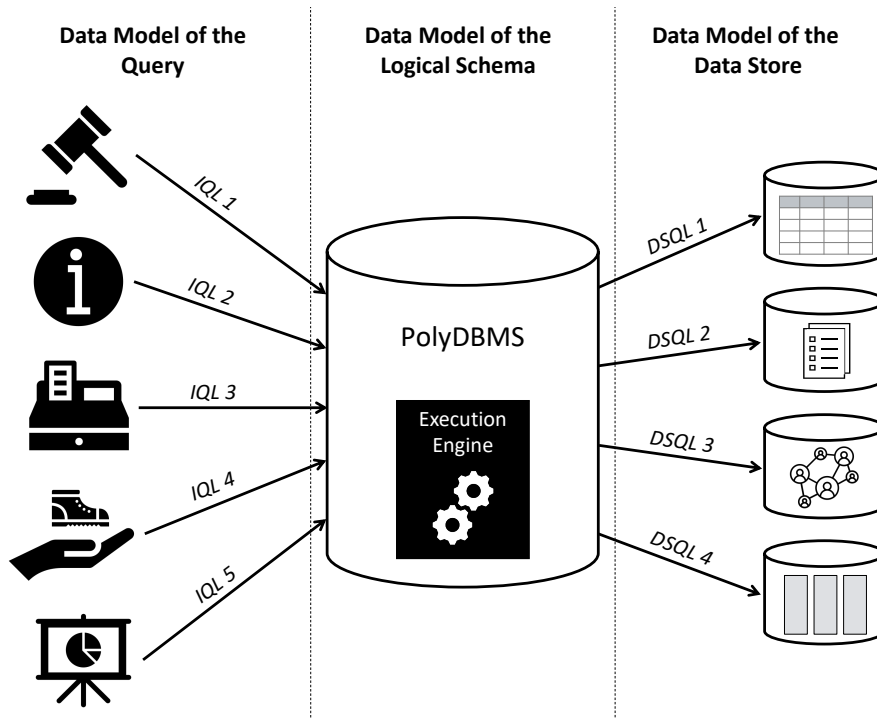 Data Model of the
Query
Data Model of the
Logical Schema
Data Model of the
Data Store
IQL 1
IQL 2
IQL 3
IQL 4
IQL 5
PolyDBMS
Execution
Engine
DSQL 1
DSQL 2
DSQL 3
DSQL 4